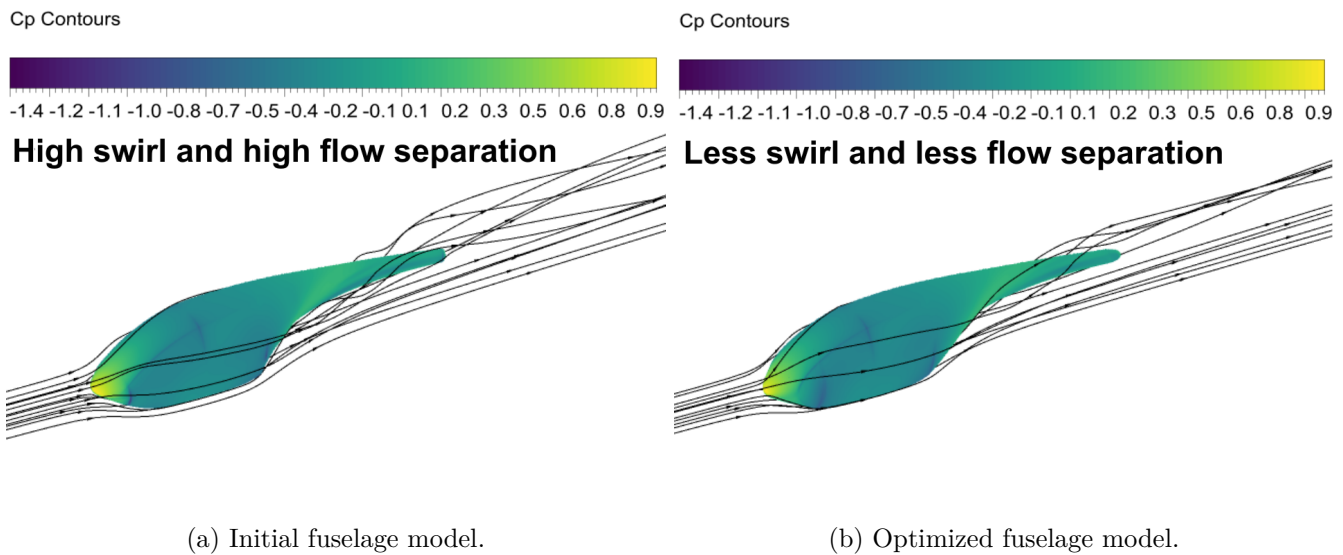 Cp Contours
-1.4 -1.2 -1.1 -1.0 -0.8 -0.7 -0.5 -0.4 -0.2 -0.1 0.1 0.2 0.3 0.5 0.6 0.8 0.9
High swirl and high flow separation
(a) Initial fuselage model.
Cp Contours
-1.4 -1.2 -1.1 -1.0 -0.8 -0.7 -0.5 -0.4 -0.2 -0.1 0.1 0.2 0.3 0.5 0.6 0.8 0.9
Less swirl and less flow separation
(b) Optimized fuselage model.